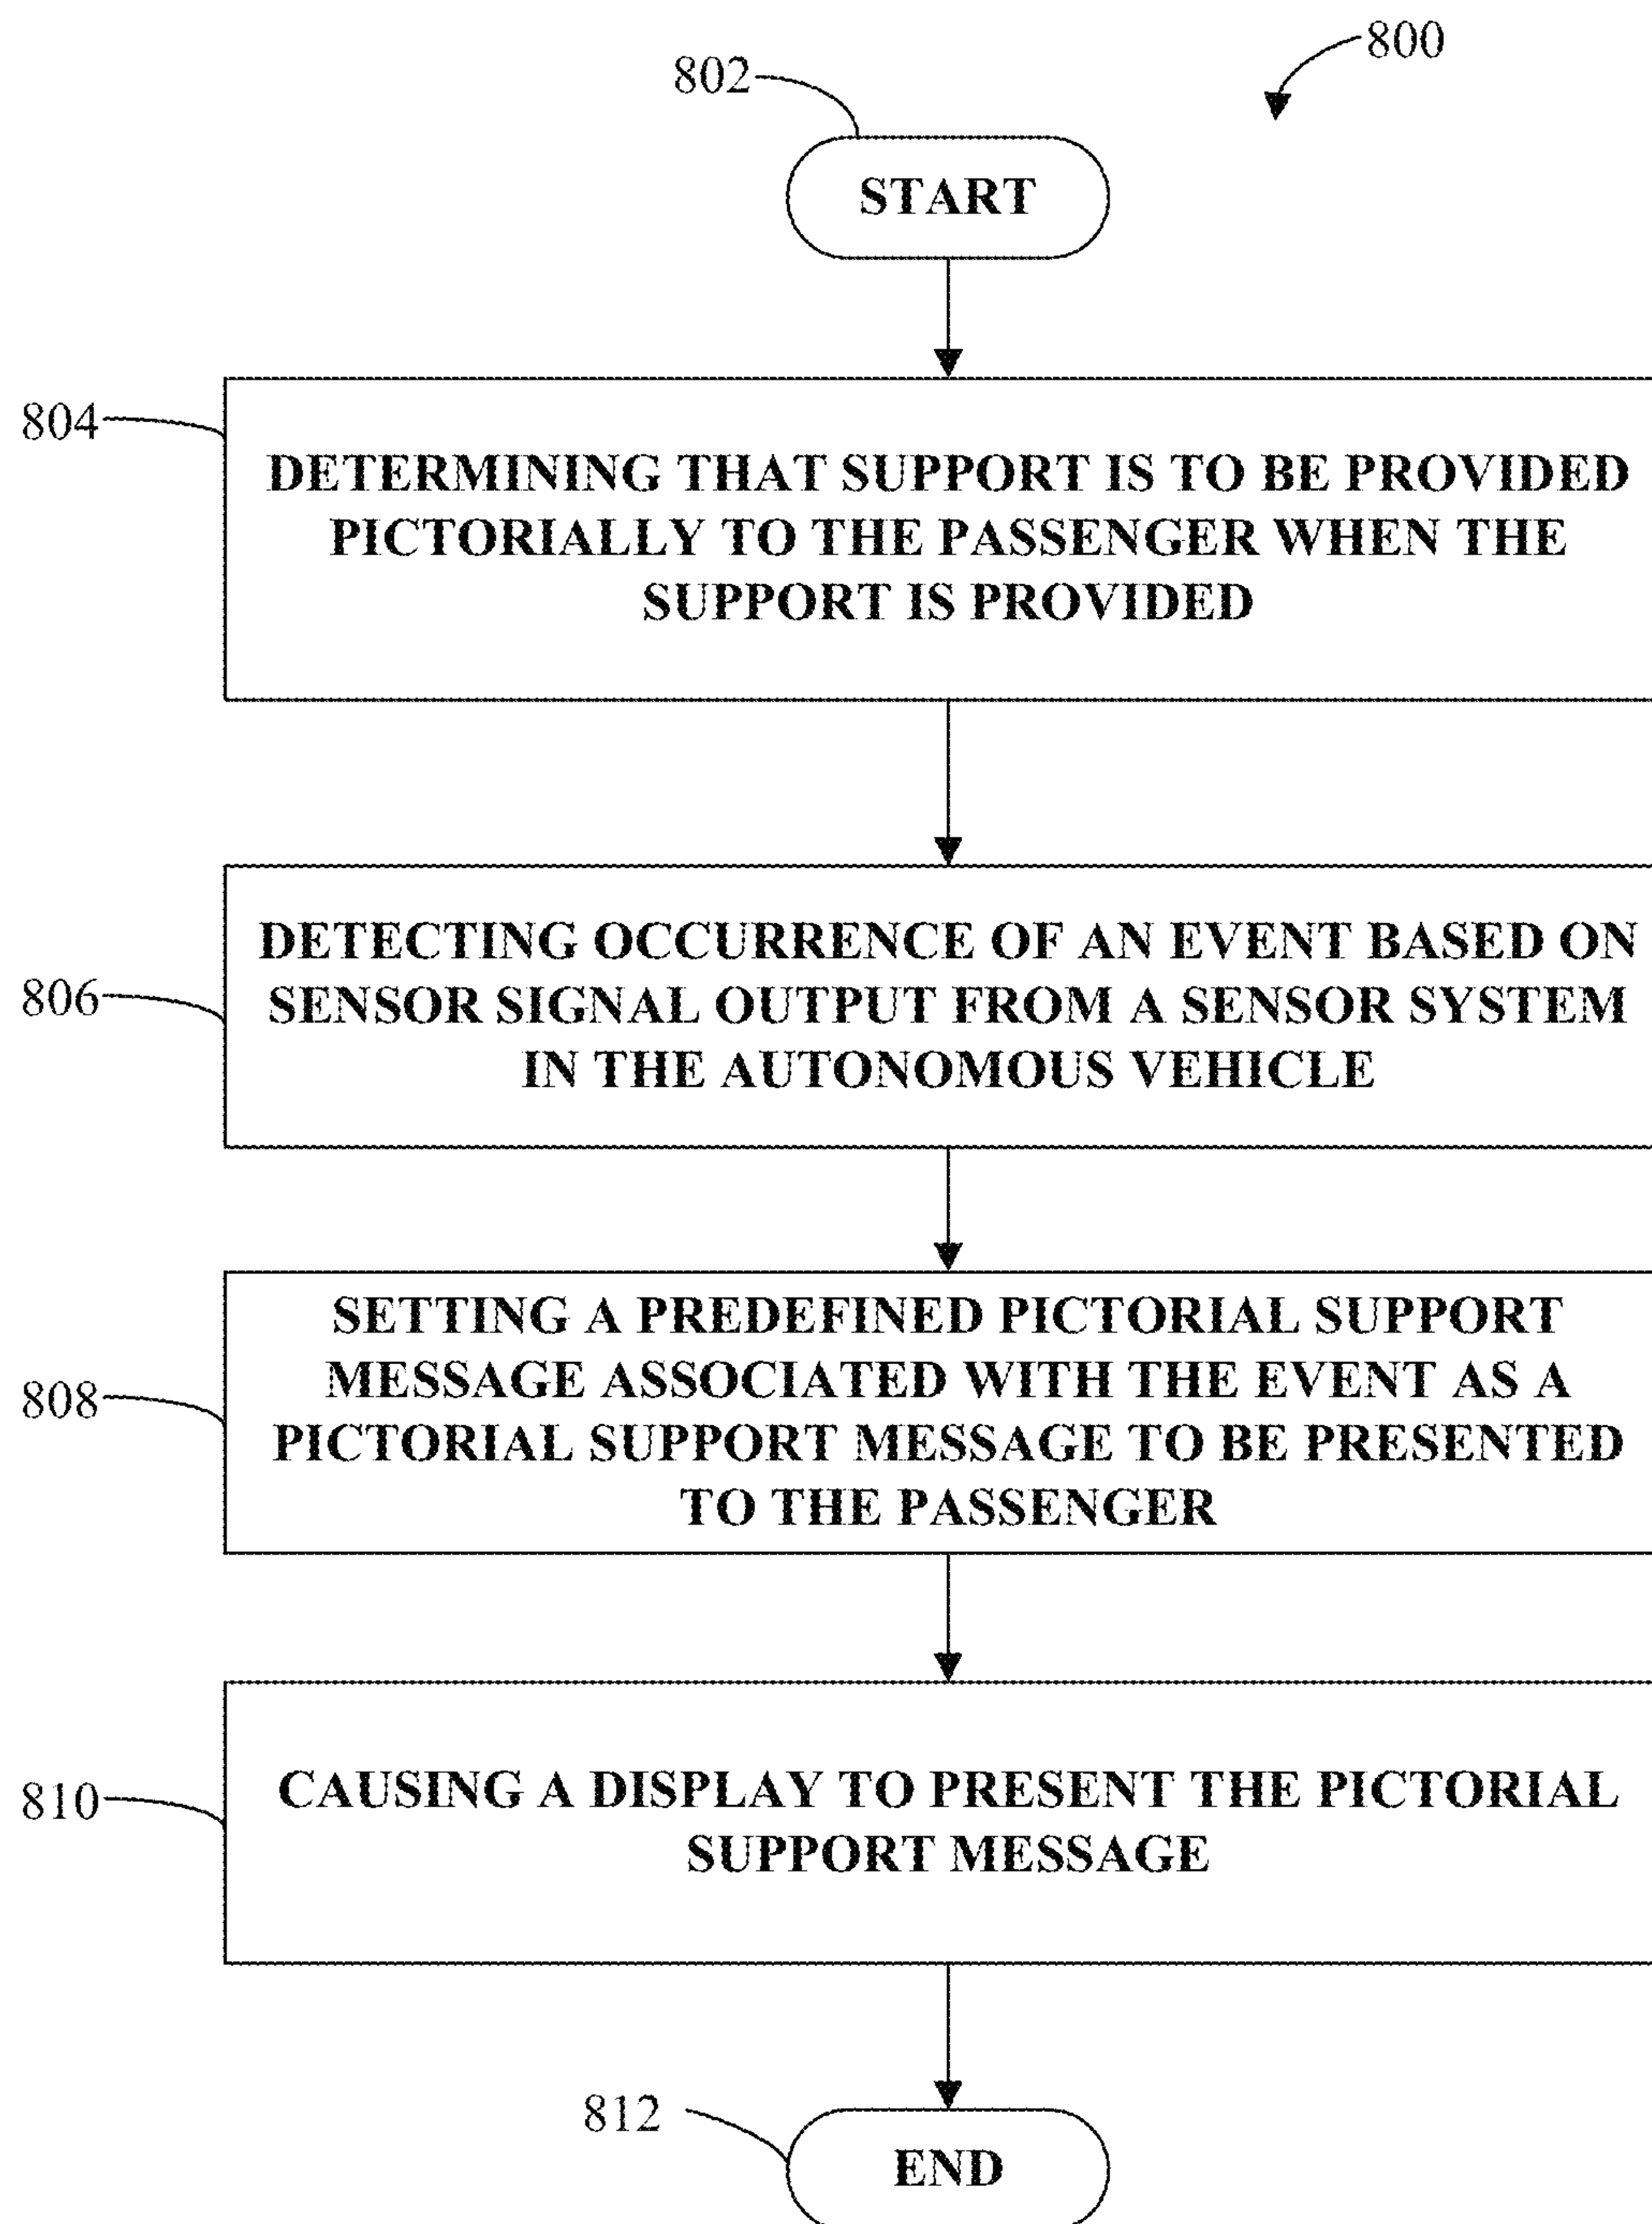 800
802
START
804
DETERMINING THAT SUPPORT IS TO BE PROVIDED
PICTORIALLY TO THE PASSENGER WHEN THE
SUPPORT IS PROVIDED
806
DETECTING OCCURRENCE OF AN EVENT BASED ON
SENSOR SIGNAL OUTPUT FROM A SENSOR SYSTEM
IN THE AUTONOMOUS VEHICLE
808
SETTING A PREDEFINED PICTORIAL SUPPORT
MESSAGE ASSOCIATED WITH THE EVENT AS A
PICTORIAL SUPPORT MESSAGE TO BE PRESENTED
TO THE PASSENGER
810
CAUSING A DISPLAY TO PRESENT THE PICTORIAL
SUPPORT MESSAGE
812
END